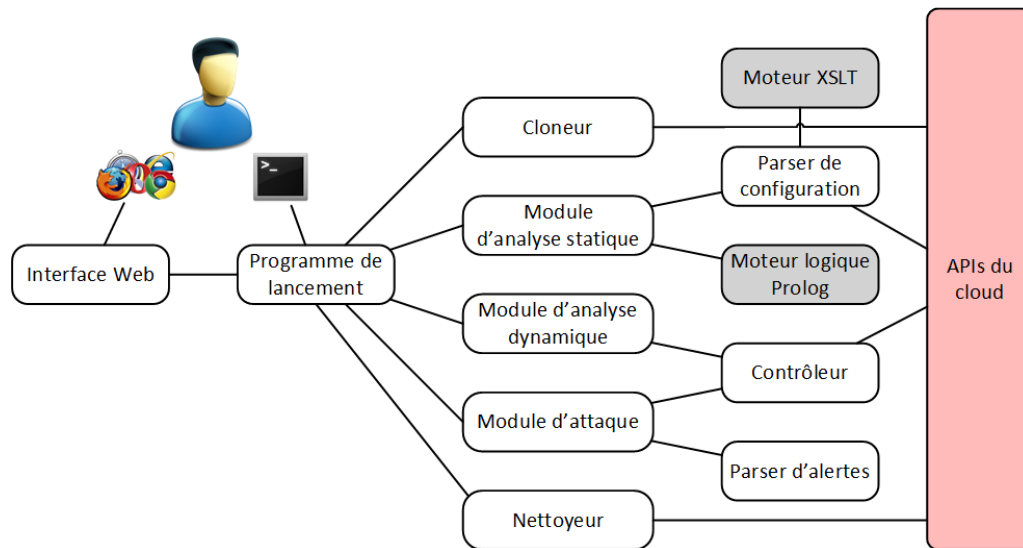 Moteur XSLT
Cloneur
Parser de
configuration
>_
Module
d'analyse statique
Interface Web
Programme de
lancement
Moteur logique
Prolog
APIs du
cloud
Module d'analyse
dynamique
Contrôleur
Module d'attaque
Parser d'alertes
Nettoyeur